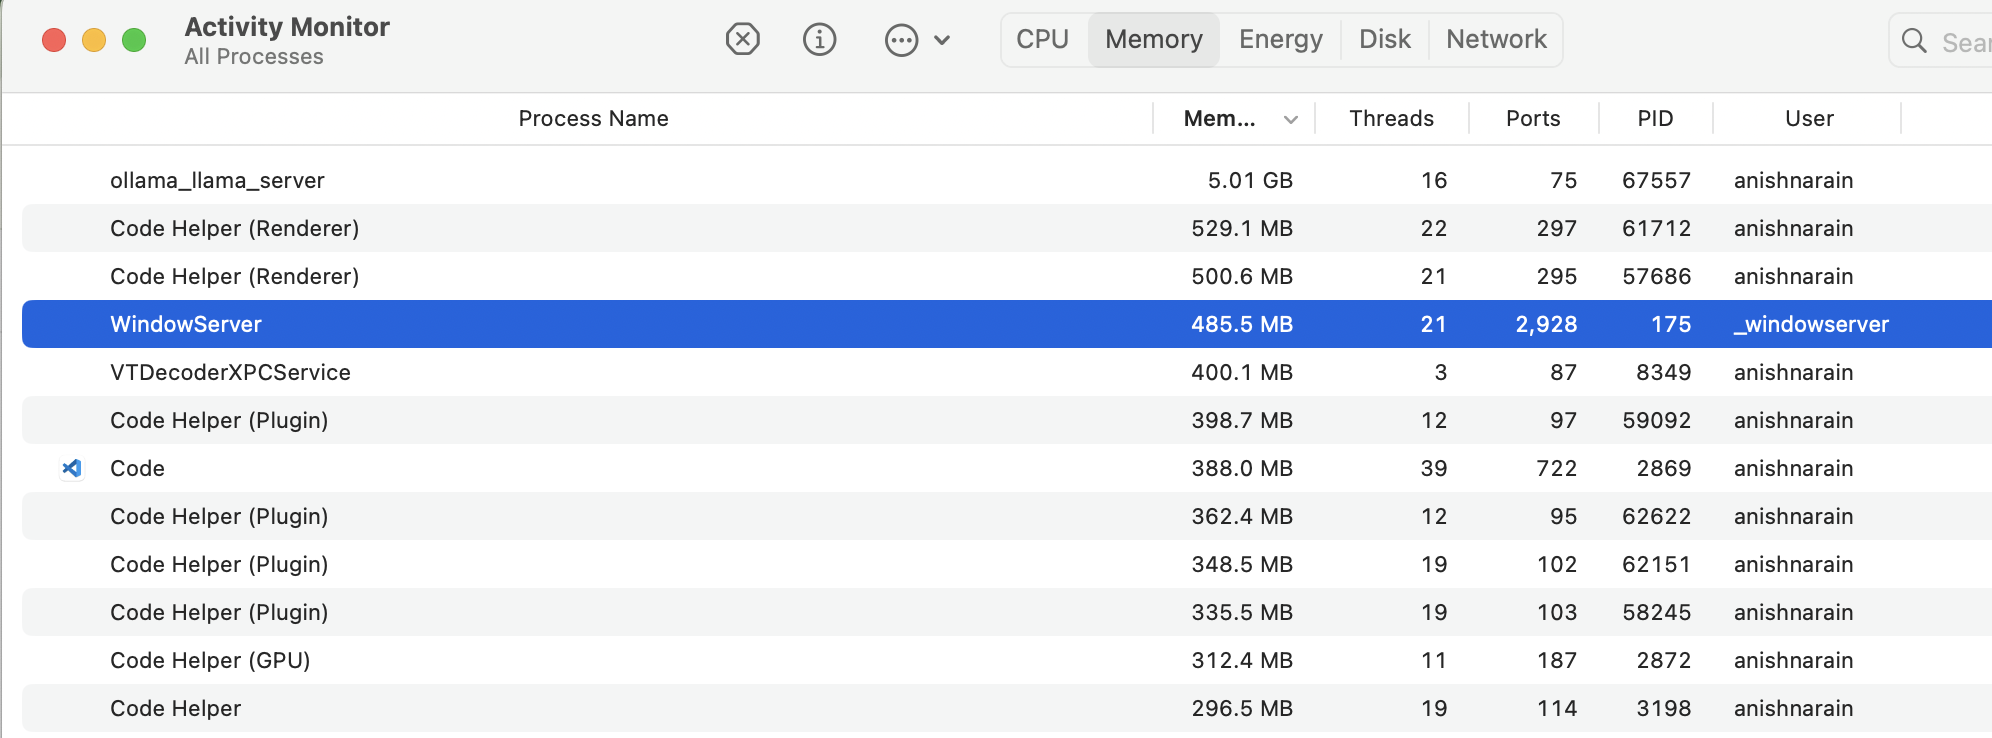 Activity Monitor
All Processes
CPU Memory Energy Disk Network
Process Name Mem... Threads Ports PID User
ollama_llama_server 5.01 GB 16 75 67557 anishnarain
Code Helper (Renderer) 529.1 MB 22 297 61712 anishnarain
Code Helper (Renderer) 500.6 MB 21 295 57686 anishnarain
WindowServer 485.5 MB 21 2,928 175 _windowserver
VTDecoderXPCService 400.1 MB 3 87 8349 anishnarain
Code Helper (Plugin) 398.7 MB 12 97 59092 anishnarain
Code 388.0 MB 39 722 2869 anishnarain
Code Helper (Plugin) 362.4 MB 12 95 62622 anishnarain
Code Helper (Plugin) 348.5 MB 19 102 62151 anishnarain
Code Helper (Plugin) 335.5 MB 19 103 58245 anishnarain
Code Helper (GPU) 312.4 MB 11 187 2872 anishnarain
Code Helper 296.5 MB 19 114 3198 anishnarain